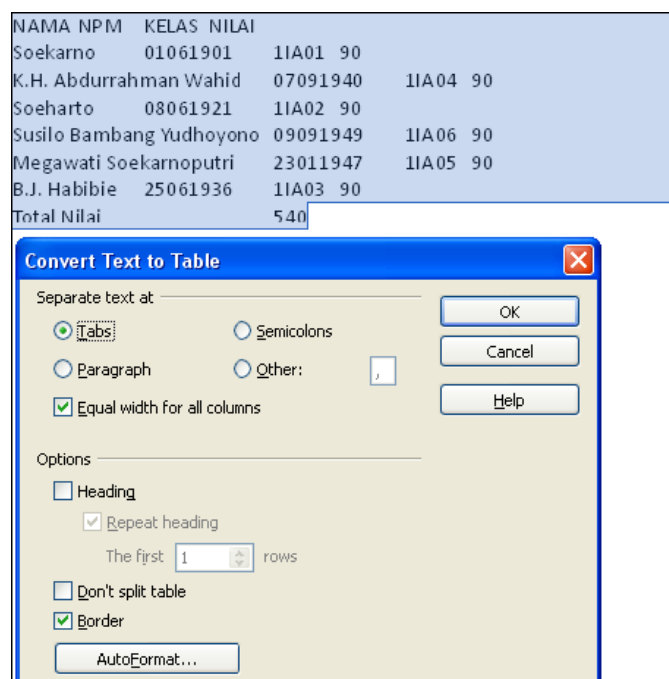 NAMA NPM KELAS NILAI
Soekarno 01061901 1IA01 90
K.H. Abdurrahman Wahid 07091940 1IA04 90
Soeharto 08061921 1IA02 90
Susilo Bambang Yudhoyono 09091949 1IA06 90
Megawati Soekarnoputri 23011947 1IA05 90
B.J. Habibie 25061936 1IA03 90
Total Nilai 540
Convert Text to Table
Separate text at
Tabs Semicolons
Paragraph Other: ,
Equal width for all columns
OK
Cancel
Help
Options
Heading
Repeat heading
The first 1 rows
Don't split table
Border
AutoFormat...